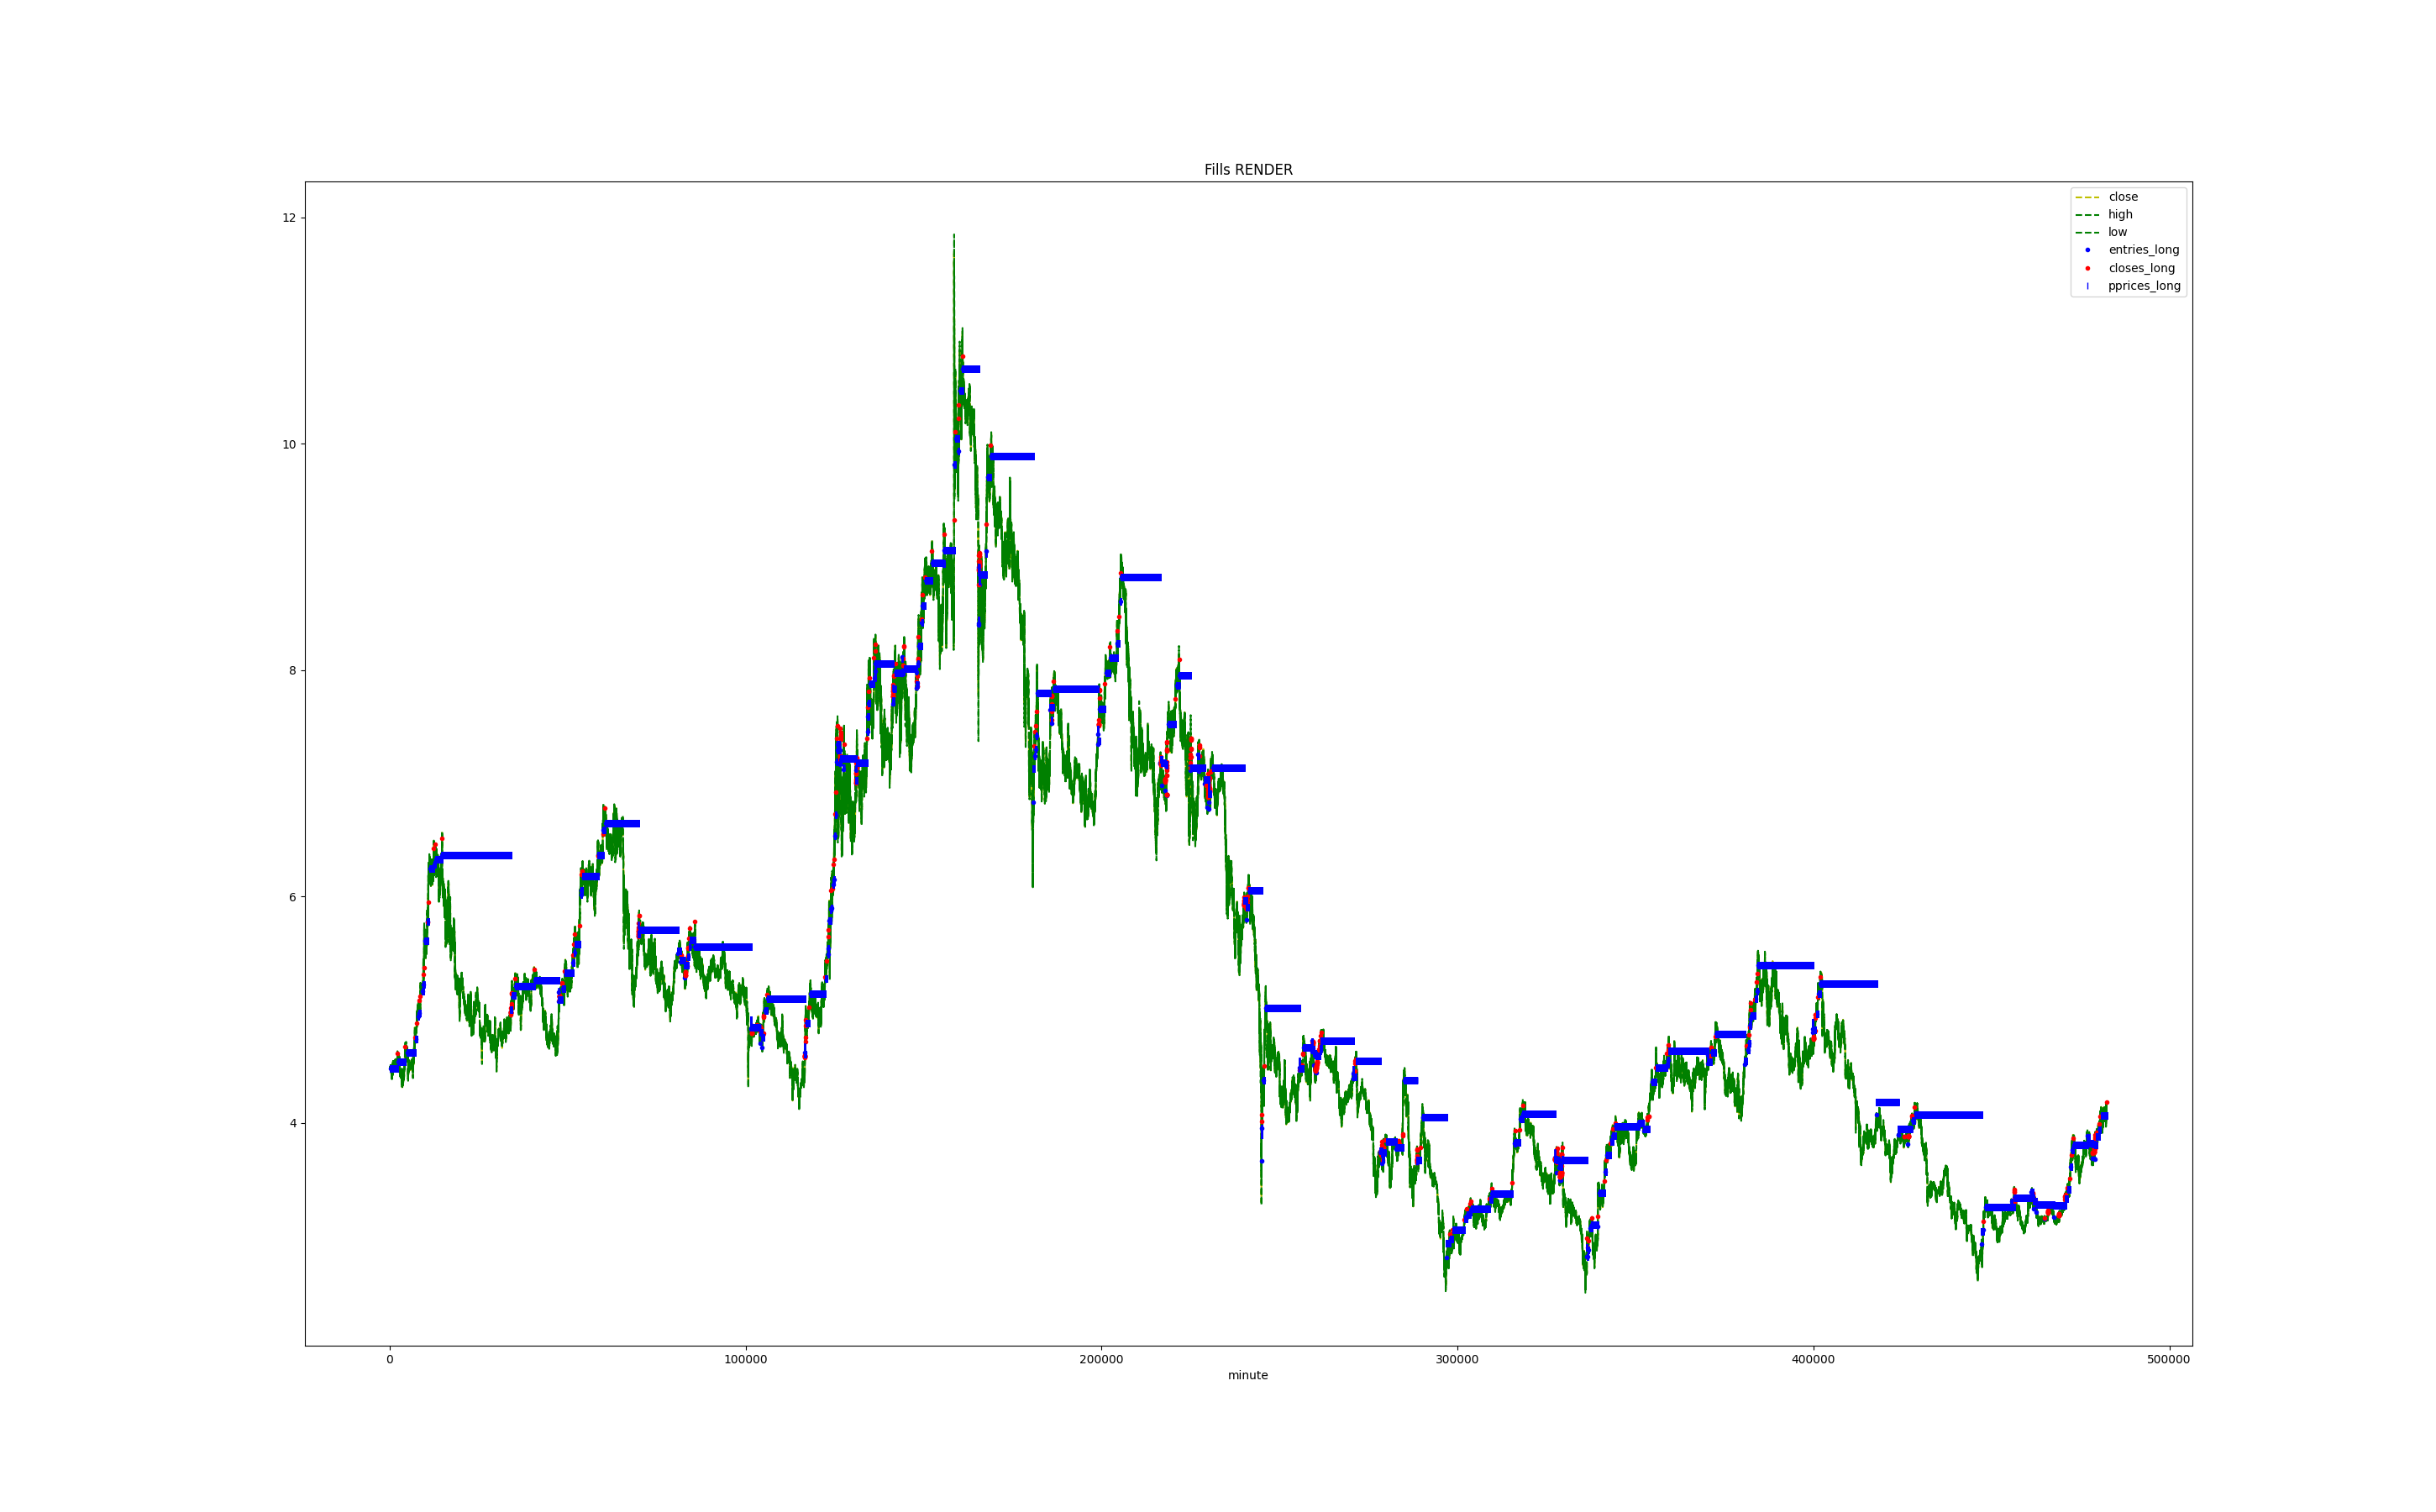 Fills RENDER
close
high
low
entries_long
closes_long
pprices_long
12
10
8
6
4
0
100000
200000
300000
400000
500000
minute